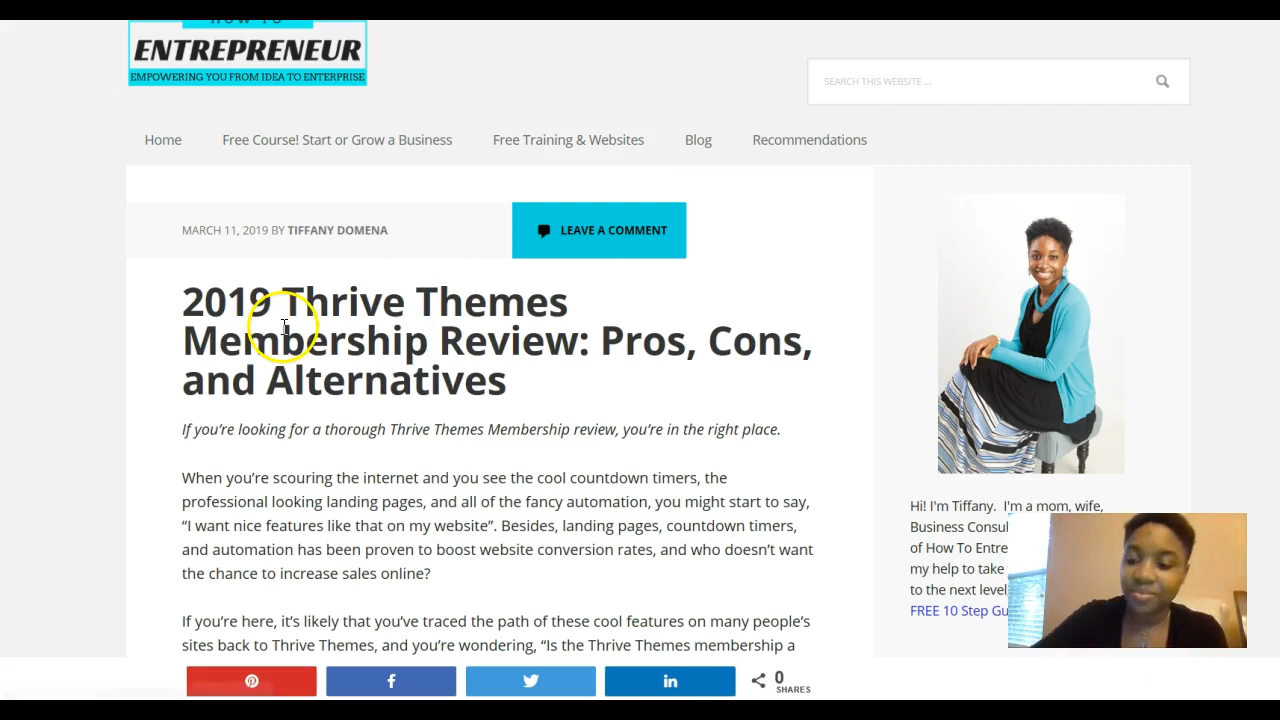 HOW TO
ENTREPRENEUR
EMPOWERING YOU FROM IDEA TO ENTERPRISE
SEARCH THIS WEBSITE ...
Home Free Course! Start or Grow a Business Free Training & Websites Blog Recommendations
MARCH 11, 2019 BY TIFFANY DOMENA
LEAVE A COMMENT
2019 Thrive Themes
Membership Review: Pros, Cons,
and Alternatives
If you're looking for a thorough Thrive Themes Membership review, you're in the right place.
When you're scouring the internet and you see the cool countdown timers, the
professional looking landing pages, and all of the fancy automation, you might start to say,
“I want nice features like that on my website”. Besides, landing pages, countdown timers,
and automation has been proven to boost website conversion rates, and who doesn't want
the chance to increase sales online?
If you're here, it's likely that you've traced the path of these cool features on many people's
sites back to Thrive Themes, and you're wondering, “Is the Thrive Themes membership a
Hi! I'm Tiffany. I'm a mom, wife,
Business
of How To
my help to take
to the next level
FREE 10 Step
0
SHARES